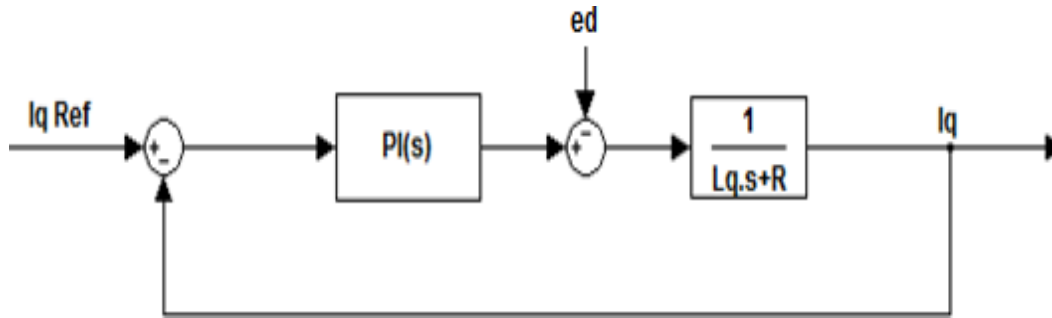 ed
Iq Ref
+
-
PI(s)
+
-
1
Lq.s+R
Iq